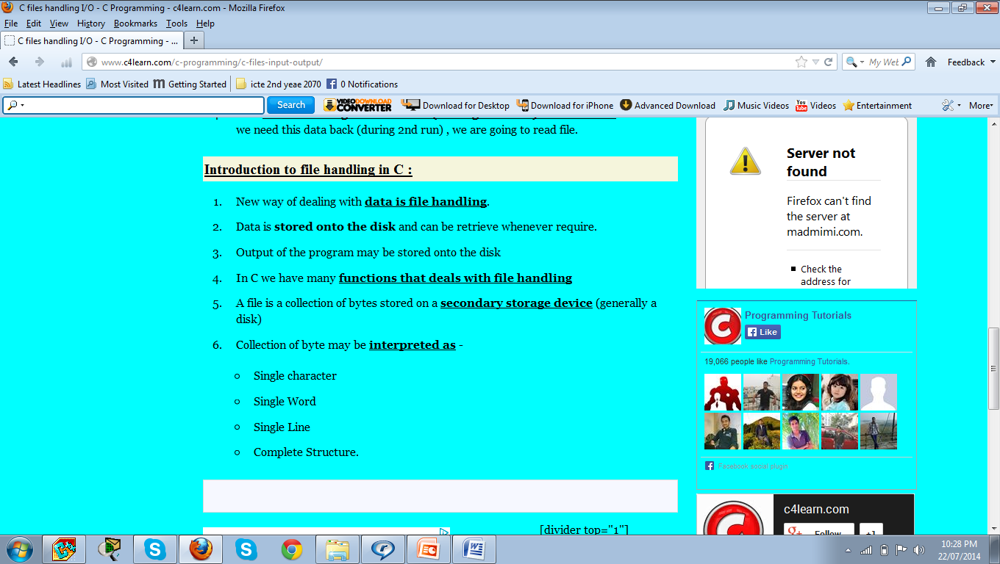 C files handling I/O - C Programming - c4learn.com - Mozilla Firefox
File Edit View History Bookmarks Tools Help
C files handling I/O - C Programming - ...
www.c4learn.com/c-programming/c-files-input-output/
My Wet
Feedback
Latest Headlines Most Visited Getting Started icte 2nd yeae 2070 0 Notifications
Search VIDEO DOWNLOAD CONVERTER Download for Desktop Download for iPhone Advanced Download Music Videos You Tube Videos Entertainment More
we need this data back (during 2nd run) , we are going to read file.
Introduction to file handling in C :
1. New way of dealing with data is file handling.
2. Data is stored onto the disk and can be retrieve whenever require.
3. Output of the program may be stored onto the disk
4. In C we have many functions that deals with file handling
5. A file is a collection of bytes stored on a secondary storage device (generally a
disk)
6. Collection of byte may be interpreted as -
Single character
Single Word
Single Line
Complete Structure.
[divider top="1"]
Server not
found
Firefox can't find
the server at
madmimi.com.
Check the
address for
C
Programming Tutorials
Like
19,066 people like Programming Tutorials.
Facebook social plugin
c4learn.com
g+ Follow +1
10:28 PM
22/07/2014